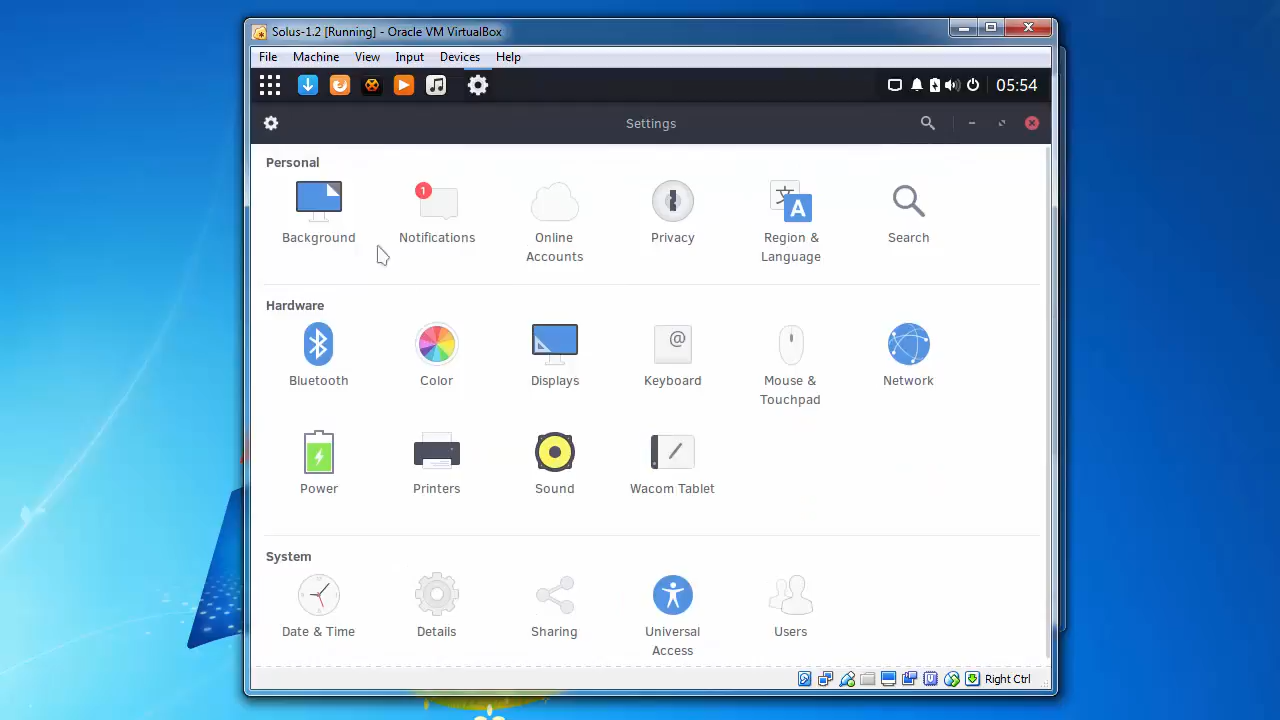 Solus-1.2 [Running] - Oracle VM VirtualBox
File Machine View Input Devices Help
05:54
Settings
Personal
1
文
A
Background Notifications Online Accounts Privacy Region & Language Search
Hardware
@
Bluetooth Color Displays Keyboard Mouse & Touchpad Network
Power Printers Sound Wacom Tablet
System
Date & Time Details Sharing Universal Access Users
Right Ctrl